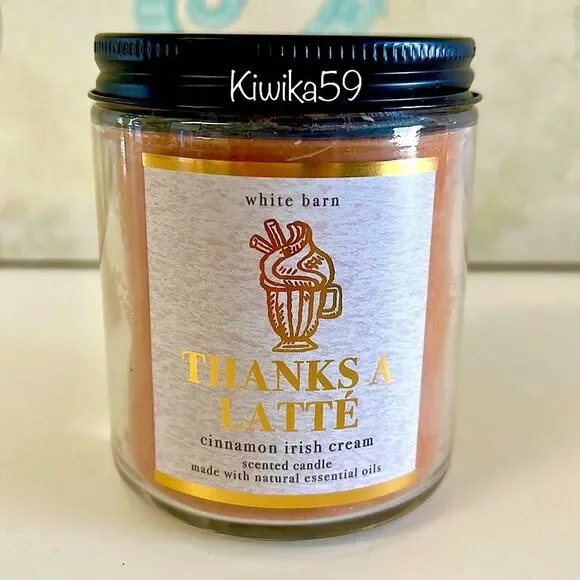 Kiwika59
white barn
THANKS A
LATTÉ
cinnamon irish cream
scented candle
made with natural essential oils